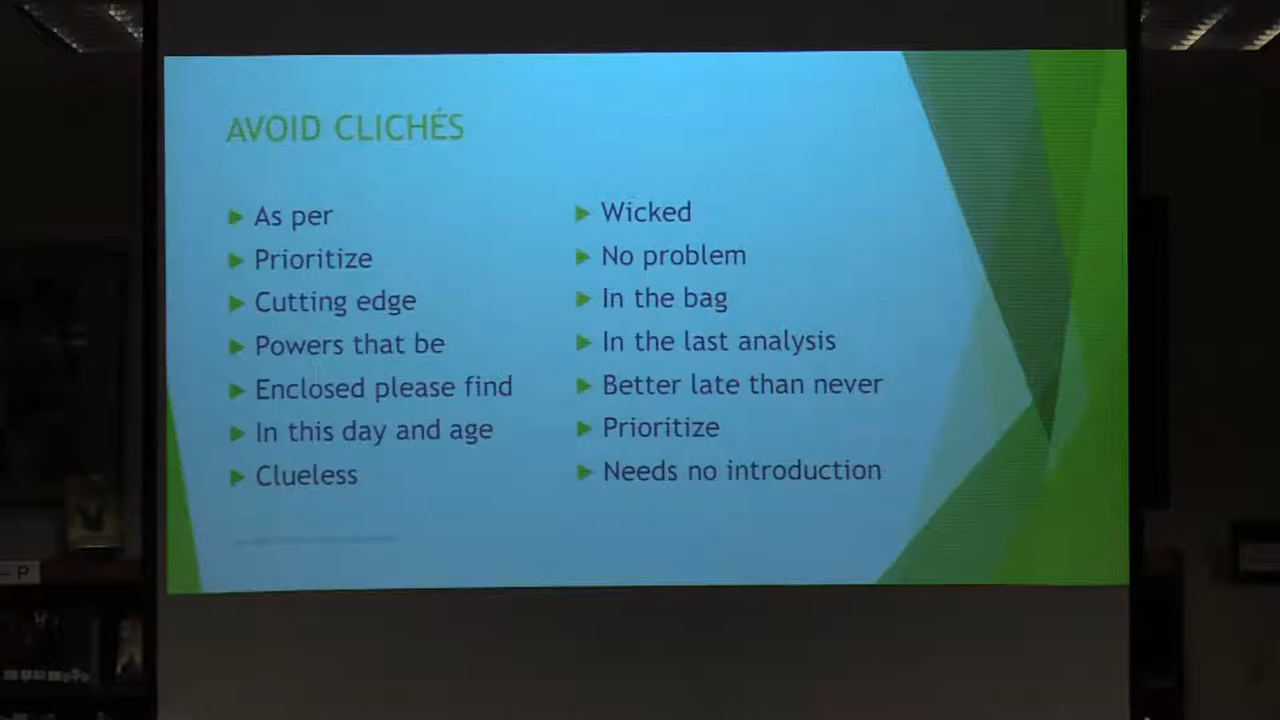 AVOID CLICHÉS
As per
Prioritize
Cutting edge
Powers that be
Enclosed please find
In this day and age
Clueless
Wicked
No problem
In the bag
In the last analysis
Better late than never
Prioritize
Needs no introduction
– P